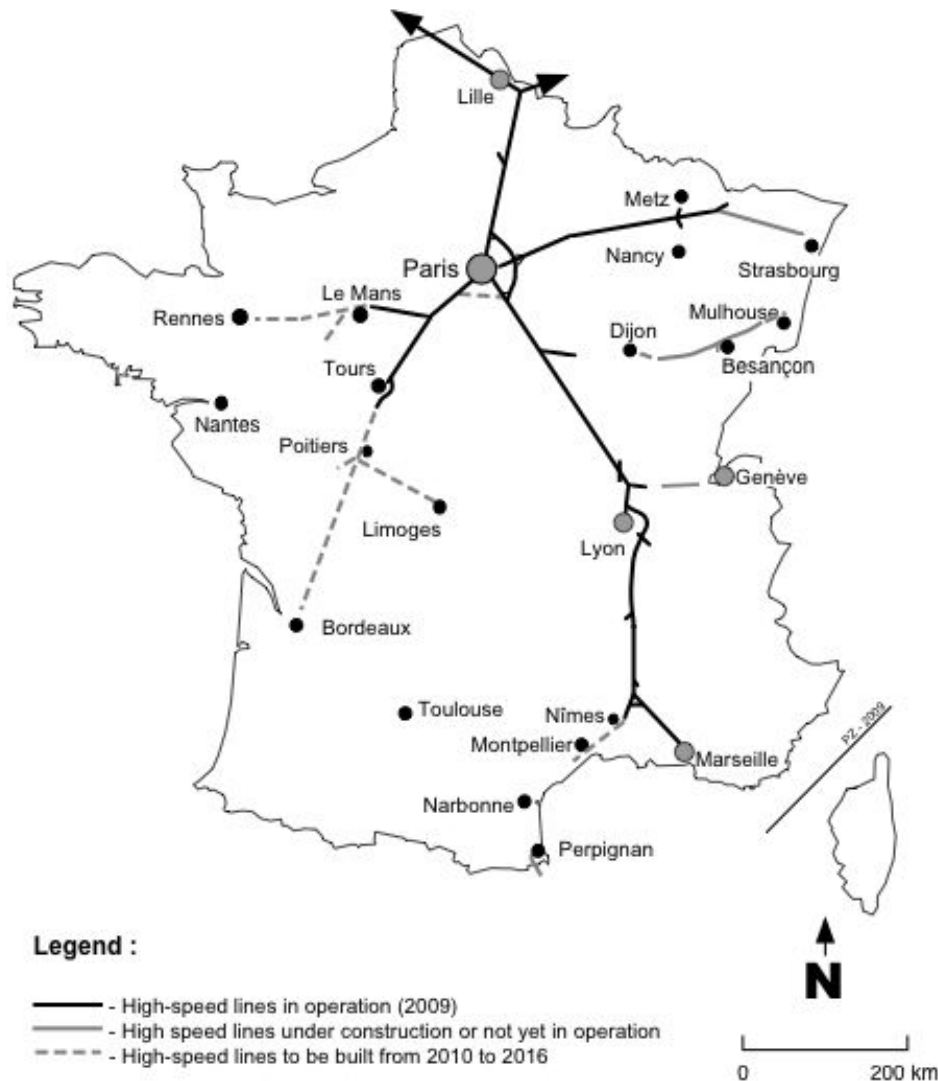 Lille
Metz
Paris
Nancy
Strasbourg
Le Mans
Rennes
Mulhouse
Dijon
Tours
Besançon
Nantes
Poitiers
Genève
Limoges
Lyon
Bordeaux
Toulouse
Nîmes
PZ - 2009
Montpellier
Marseille
Narbonne
Perpignan
Legend :
N
- High-speed lines in operation (2009)
- High speed lines under construction or not yet in operation
- High-speed lines to be built from 2010 to 2016
0 200 km